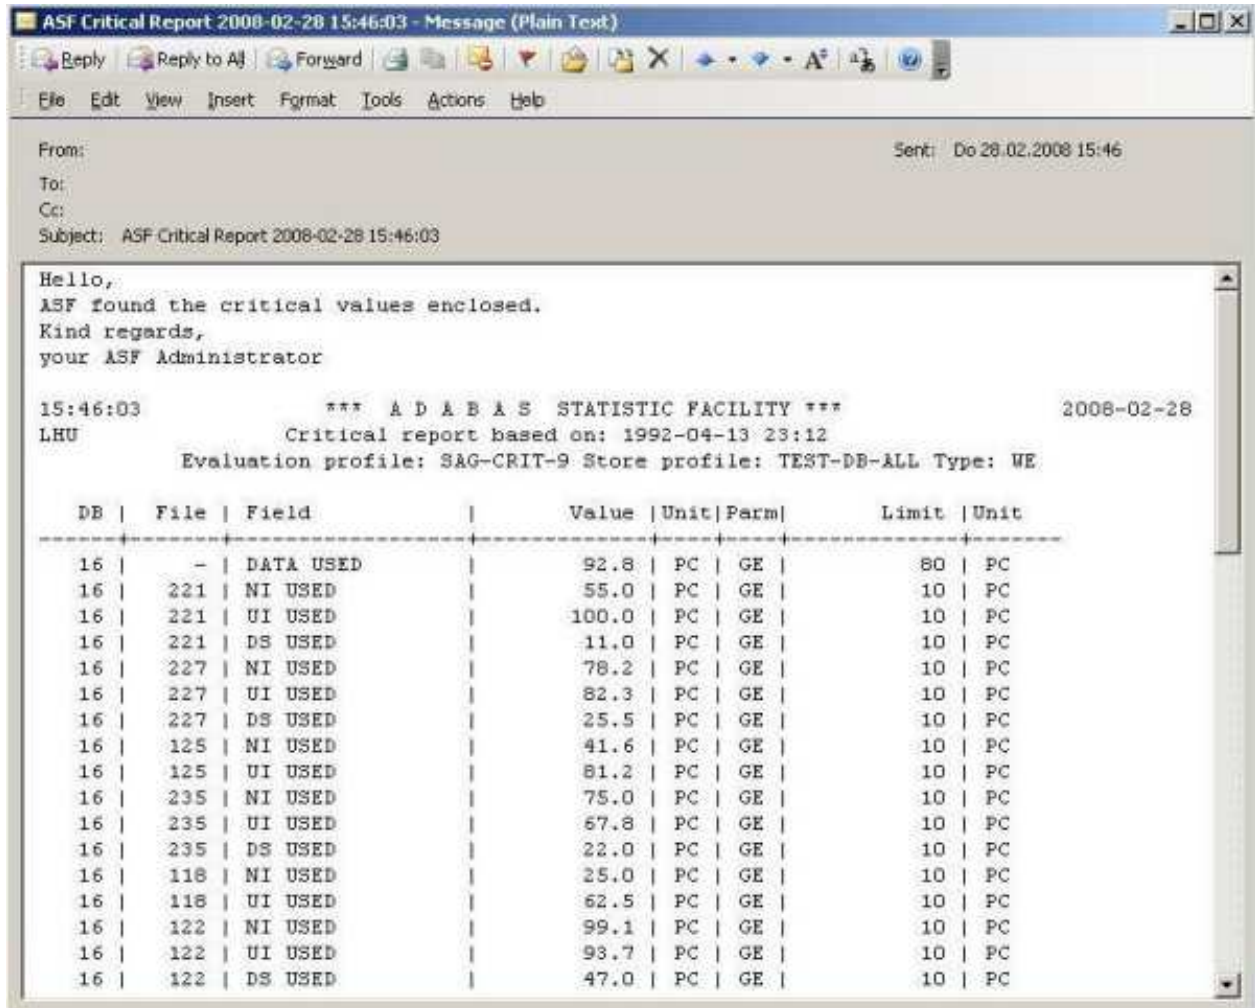 ASF Critical Report 2008-02-28 15:46:03 - Message (Plain Text)
Reply Reply to All Forward
File Edit View Insert Format Tools Actions Help
From: Sent: Do 28.02.2008 15:46
To:
Cc:
Subject: ASF Critical Report 2008-02-28 15:46:03
Hello,
ASF found the critical values enclosed.
Kind regards,
your ASF Administrator
15:46:03 *** A D A B A S STATISTIC FACILITY *** 2008-02-28
LHU Critical report based on: 1992-04-13 23:12
Evaluation profile: SAG-CRIT-9 Store profile: TEST-DB-ALL Type: WE
DB | File | Field | Value |Unit|Parm| Limit |Unit
16 | - | DATA USED | 92.8 | PC | GE | 80 | PC
16 | 221 | NI USED | 55.0 | PC | GE | 10 | PC
16 | 221 | UI USED | 100.0 | PC | GE | 10 | PC
16 | 221 | DS USED | 11.0 | PC | GE | 10 | PC
16 | 227 | NI USED | 78.2 | PC | GE | 10 | PC
16 | 227 | UI USED | 82.3 | PC | GE | 10 | PC
16 | 227 | DS USED | 25.5 | PC | GE | 10 | PC
16 | 125 | NI USED | 41.6 | PC | GE | 10 | PC
16 | 125 | UI USED | 81.2 | PC | GE | 10 | PC
16 | 235 | NI USED | 75.0 | PC | GE | 10 | PC
16 | 235 | UI USED | 67.8 | PC | GE | 10 | PC
16 | 235 | DS USED | 22.0 | PC | GE | 10 | PC
16 | 118 | NI USED | 25.0 | PC | GE | 10 | PC
16 | 118 | UI USED | 62.5 | PC | GE | 10 | PC
16 | 122 | NI USED | 99.1 | PC | GE | 10 | PC
16 | 122 | UI USED | 93.7 | PC | GE | 10 | PC
16 | 122 | DS USED | 47.0 | PC | GE | 10 | PC